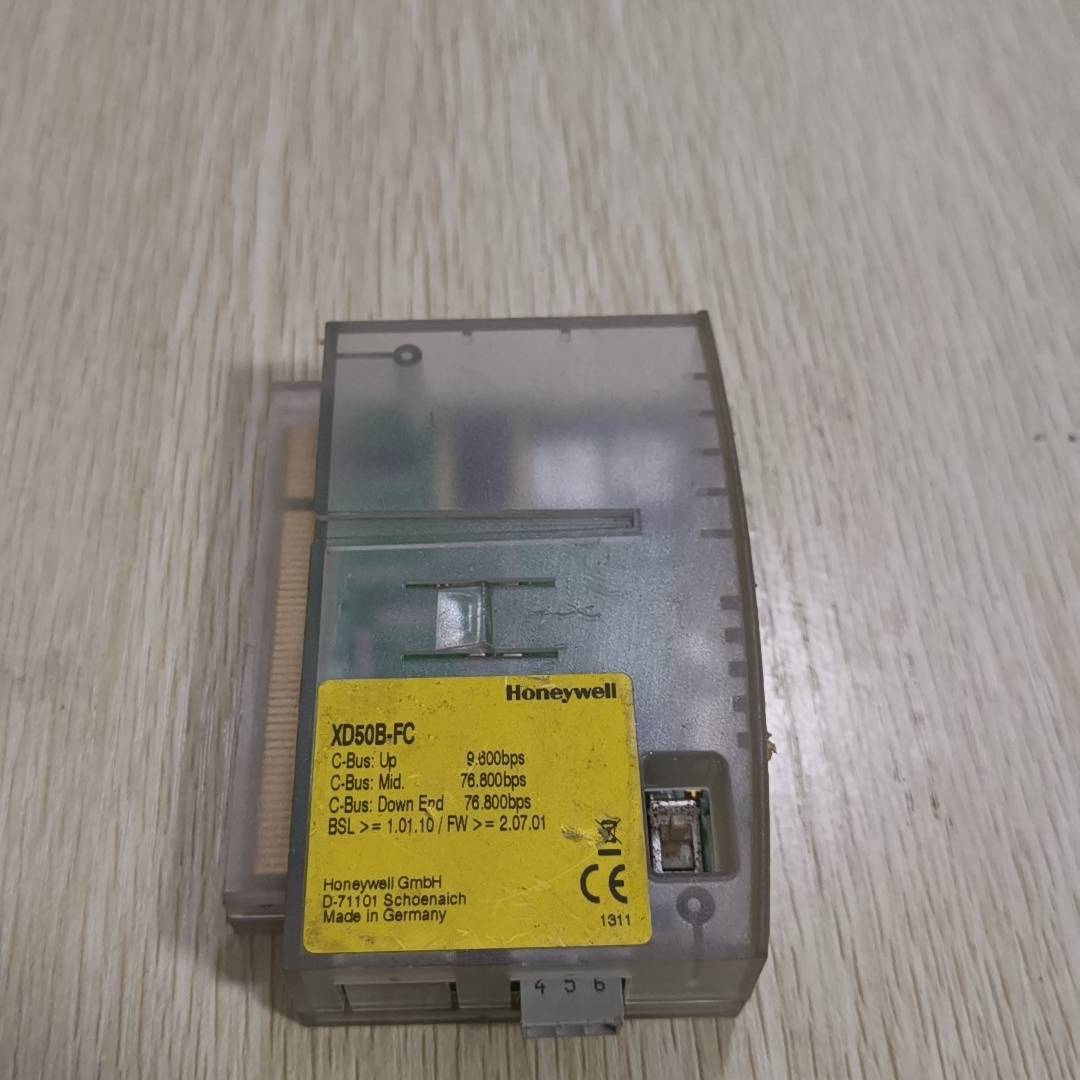 Honeywell
XD50B-FC
C-Bus: Up 9.600bps
C-Bus: Mid. 76.800bps
C-Bus: Down End 76.800bps
BSL >= 1.01.10 / FW >= 2.07.01
Honeywell GmbH
D-71101 Schoenaich
Made in Germany
CE
1311
4 5 6